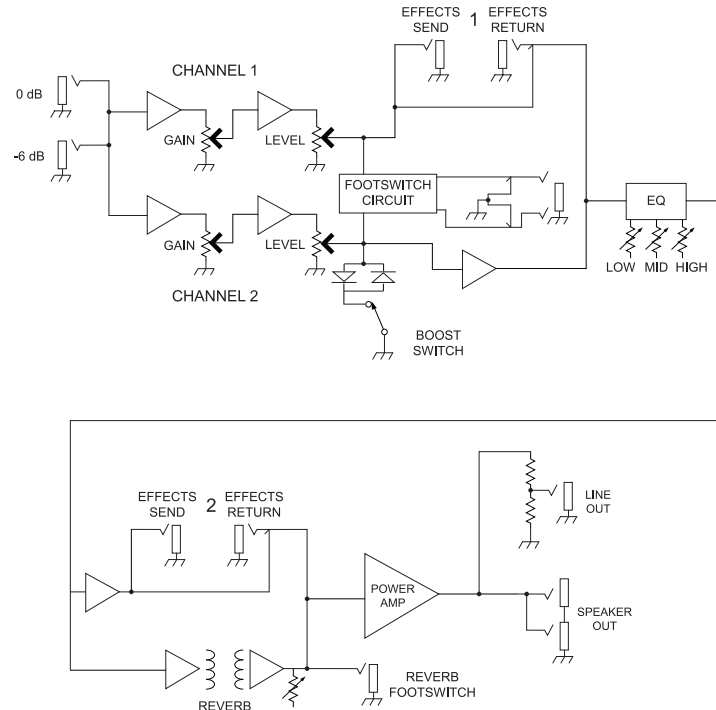 EFFECTS
SEND
1
EFFECTS
RETURN
CHANNEL 1
0 dB
-6 dB
GAIN
LEVEL
FOOTSWITCH
CIRCUIT
EQ
GAIN
LEVEL
LOW
MID
HIGH
CHANNEL 2
BOOST
SWITCH
EFFECTS
SEND
2
EFFECTS
RETURN
LINE
OUT
POWER
AMP
SPEAKER
OUT
REVERB
FOOTSWITCH
REVERB